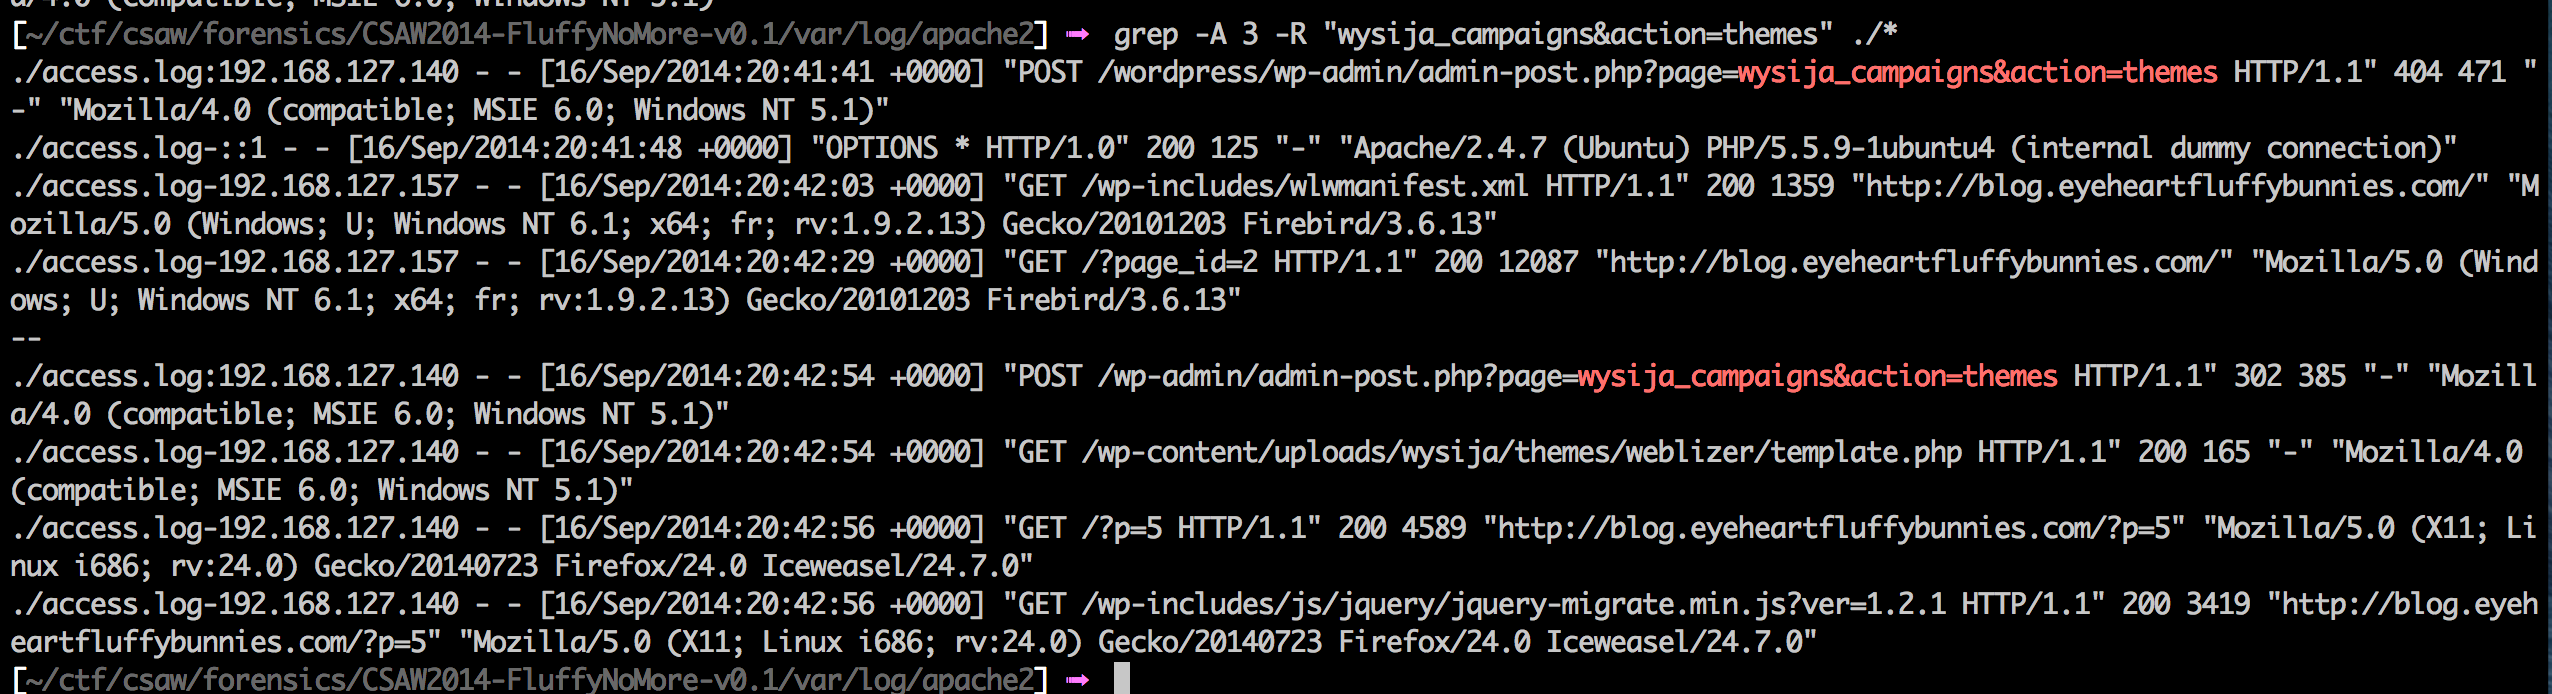 a/4.0 (compatible; MSIE 6.0; Windows NT 5.1)"
[~/ctf/csaw/forensics/CSAW2014-FluffyNoMore-v0.1/var/log/apache2] ➟ grep -A 3 -R "wysija_campaigns&action=themes" ./*
./access.log:192.168.127.140 - - [16/Sep/2014:20:41:41 +0000] "POST /wordpress/wp-admin/admin-post.php?page=wysija_campaigns&action=themes HTTP/1.1" 404 471 "
-" "Mozilla/4.0 (compatible; MSIE 6.0; Windows NT 5.1)"
./access.log-::1 - - [16/Sep/2014:20:41:48 +0000] "OPTIONS * HTTP/1.0" 200 125 "-" "Apache/2.4.7 (Ubuntu) PHP/5.5.9-1ubuntu4 (internal dummy connection)"
./access.log-192.168.127.157 - - [16/Sep/2014:20:42:03 +0000] "GET /wp-includes/wlwmanifest.xml HTTP/1.1" 200 1359 "http://blog.eyeheartfluffybunnies.com/" "M
ozilla/5.0 (Windows; U; Windows NT 6.1; x64; fr; rv:1.9.2.13) Gecko/20101203 Firebird/3.6.13"
./access.log-192.168.127.157 - - [16/Sep/2014:20:42:29 +0000] "GET /?page_id=2 HTTP/1.1" 200 12087 "http://blog.eyeheartfluffybunnies.com/" "Mozilla/5.0 (Wind
ows; U; Windows NT 6.1; x64; fr; rv:1.9.2.13) Gecko/20101203 Firebird/3.6.13"
--
./access.log:192.168.127.140 - - [16/Sep/2014:20:42:54 +0000] "POST /wp-admin/admin-post.php?page=wysija_campaigns&action=themes HTTP/1.1" 302 385 "-" "Mozill
a/4.0 (compatible; MSIE 6.0; Windows NT 5.1)"
./access.log-192.168.127.140 - - [16/Sep/2014:20:42:54 +0000] "GET /wp-content/uploads/wysija/themes/weblizer/template.php HTTP/1.1" 200 165 "-" "Mozilla/4.0 
(compatible; MSIE 6.0; Windows NT 5.1)"
./access.log-192.168.127.140 - - [16/Sep/2014:20:42:56 +0000] "GET /?p=5 HTTP/1.1" 200 4589 "http://blog.eyeheartfluffybunnies.com/?p=5" "Mozilla/5.0 (X11; Li
nux i686; rv:24.0) Gecko/20140723 Firefox/24.0 Iceweasel/24.7.0"
./access.log-192.168.127.140 - - [16/Sep/2014:20:42:56 +0000] "GET /wp-includes/js/jquery/jquery-migrate.min.js?ver=1.2.1 HTTP/1.1" 200 3419 "http://blog.eyeh
eartfluffybunnies.com/?p=5" "Mozilla/5.0 (X11; Linux i686; rv:24.0) Gecko/20140723 Firefox/24.0 Iceweasel/24.7.0"
[~/ctf/csaw/forensics/CSAW2014-FluffyNoMore-v0.1/var/log/apache2] ➟